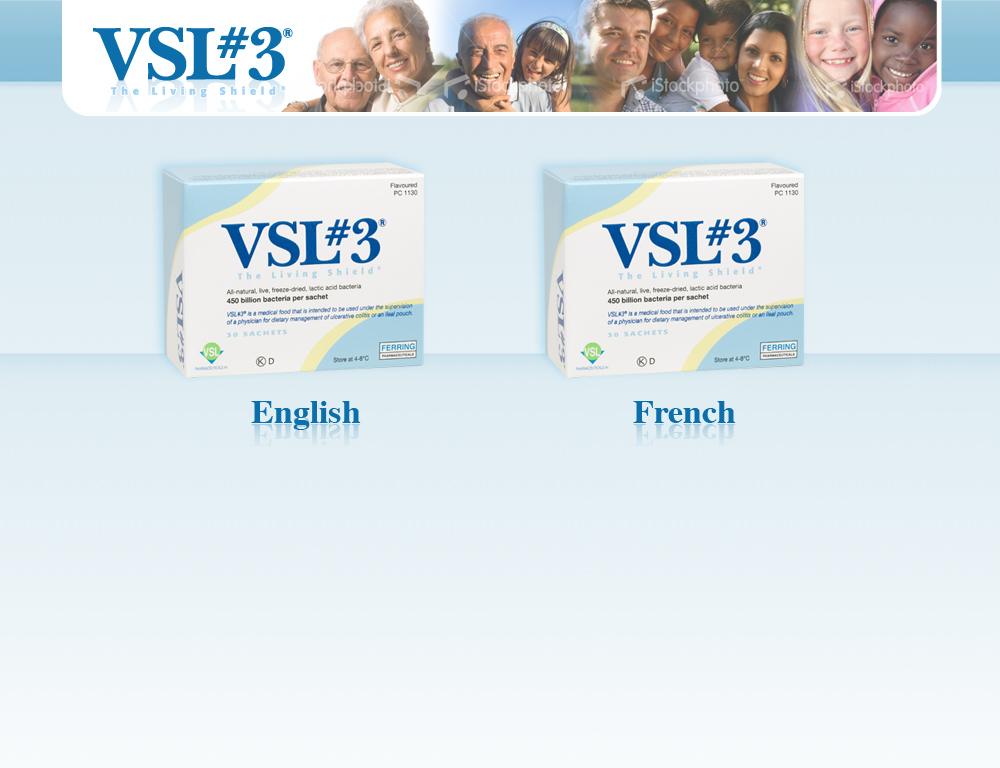 VSL#3®
The Living Shield®
iStockphoto
iStockphoto
iStockphoto
Flavoured
PC 1130
VSL#3®
The Living Shield®
All-natural, live, freeze-dried, lactic acid bacteria
450 billion bacteria per sachet
VSL#3® is a medical food that is intended to be used under the supervision
of a physician for dietary management of ulcerative colitis or an ileal pouch.
30 SACHETS
VSL
PHARMACEUTICALS
K D
Store at 4-8°C
FERRING
PHARMACEUTICALS
VSL#3
Flavoured
PC 1130
VSL#3®
The Living Shield®
All-natural, live, freeze-dried, lactic acid bacteria
450 billion bacteria per sachet
VSL#3® is a medical food that is intended to be used under the supervision
of a physician for dietary management of ulcerative colitis or an ileal pouch.
30 SACHETS
VSL
PHARMACEUTICALS
K D
Store at 4-8°C
FERRING
PHARMACEUTICALS
VSL#3
English
French